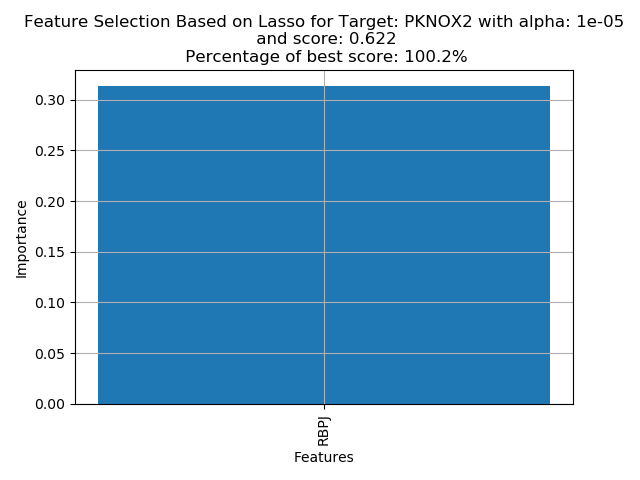 Feature Selection Based on Lasso for Target: PKNOX2 with alpha: 1e-05
and score: 0.622
Percentage of best score: 100.2%
0.30
0.25
0.20
0.15
0.10
0.05
0.00
Importance
RBPJ
Features